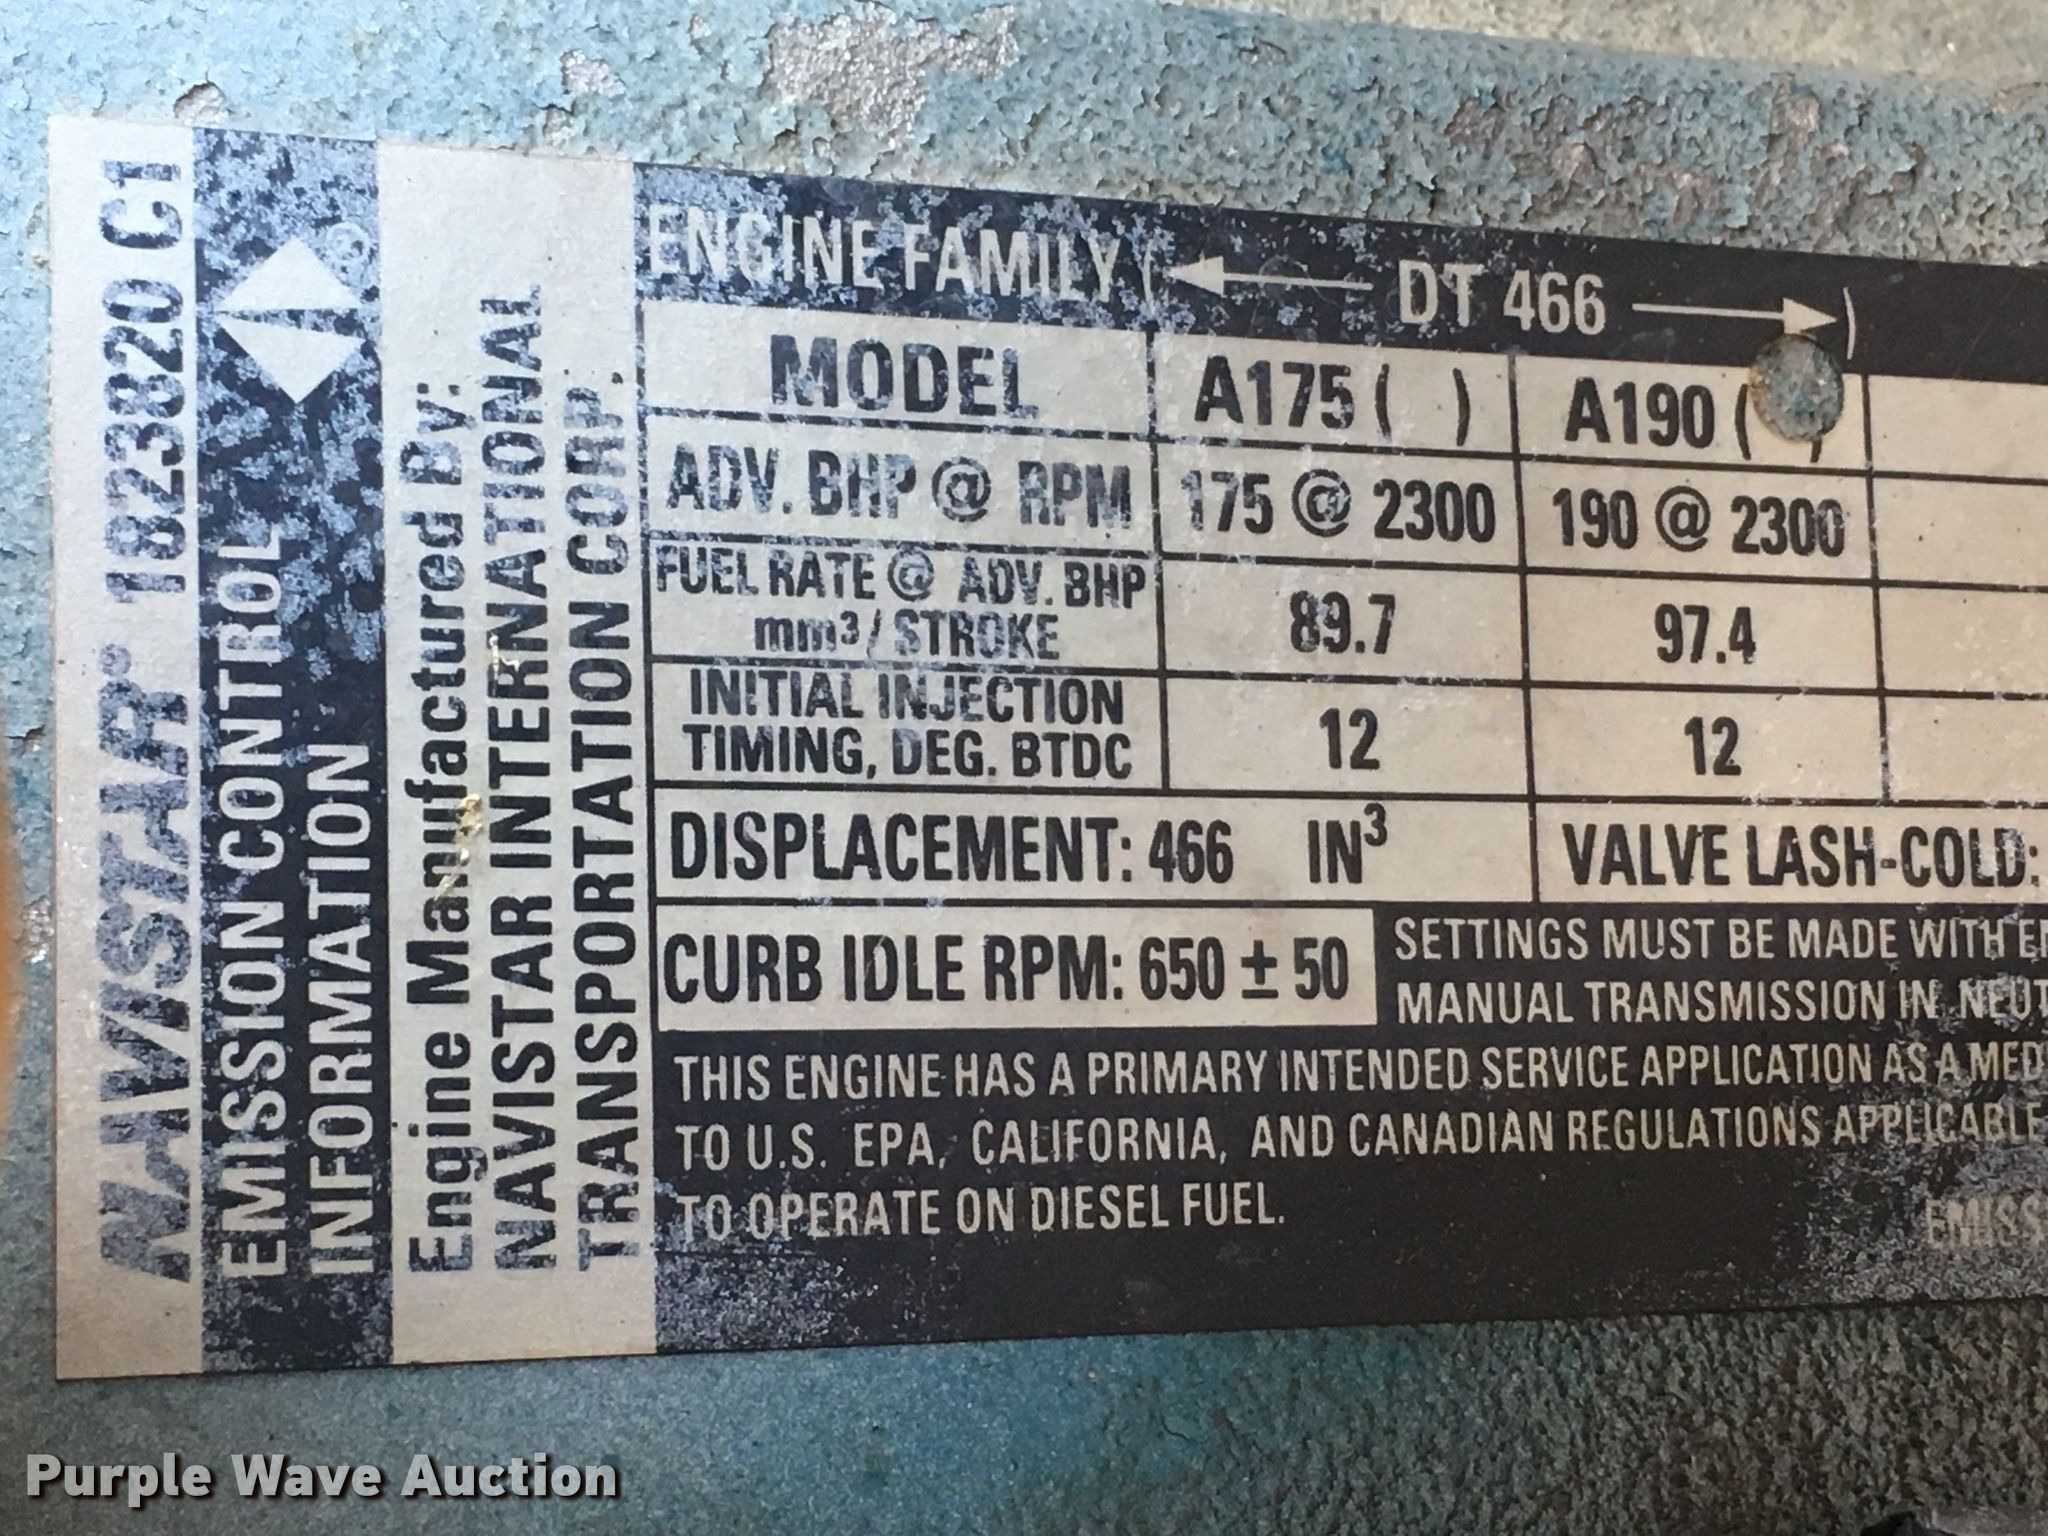 NAVISTAR® 1823820 C1
EMISSION CONTROL
INFORMATION
Engine Manufactured By:
NAVISTAR INTERNATIONAL
TRANSPORTATION CORP.
ENGINE FAMILY ( DT 466 )
MODEL A175 ( ) A190 ( )
ADV. BHP @ RPM 175 @ 2300 190 @ 2300
FUEL RATE @ ADV. BHP
mm³/ STROKE 89.7 97.4
INITIAL INJECTION
TIMING, DEG. BTDC 12 12
DISPLACEMENT: 466 IN³ VALVE LASH-COLD:
CURB IDLE RPM: 650 ± 50
SETTINGS MUST BE MADE WITH
MANUAL TRANSMISSION IN
THIS ENGINE HAS A PRIMARY INTENDED SERVICE APPLICATION AS A
TO U.S. EPA, CALIFORNIA, AND CANADIAN REGULATIONS APPLICABLE
TO OPERATE ON DIESEL FUEL.
Purple Wave Auction